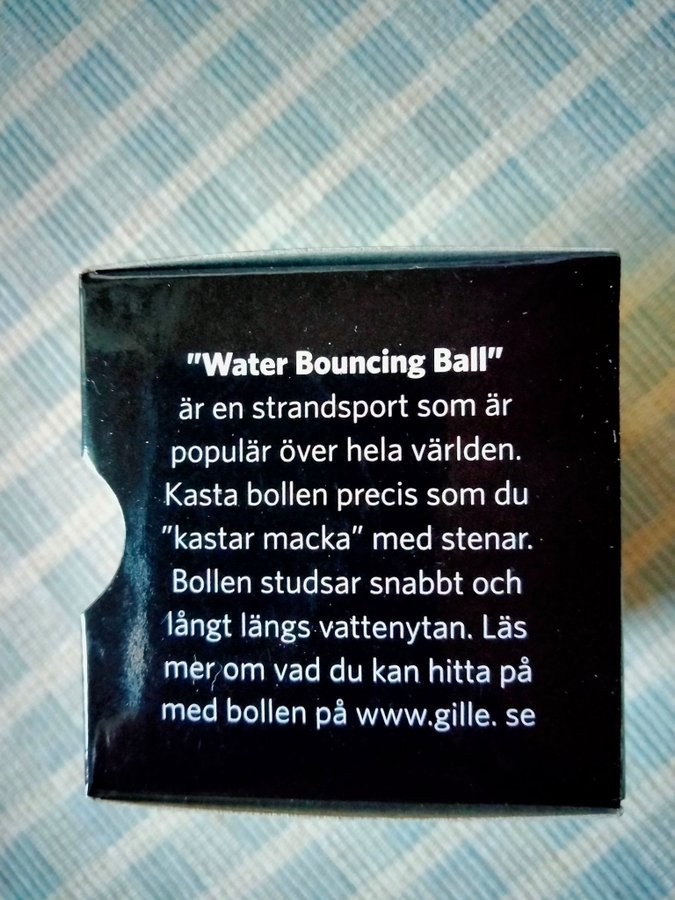 "Water Bouncing Ball"
är en strandsport som är
populär över hela världen.
Kasta bollen precis som du
"kastar macka" med stenar.
Bollen studsar snabbt och
långt längs vattenytan. Läs
mer om vad du kan hitta på
med bollen på www.gille. se